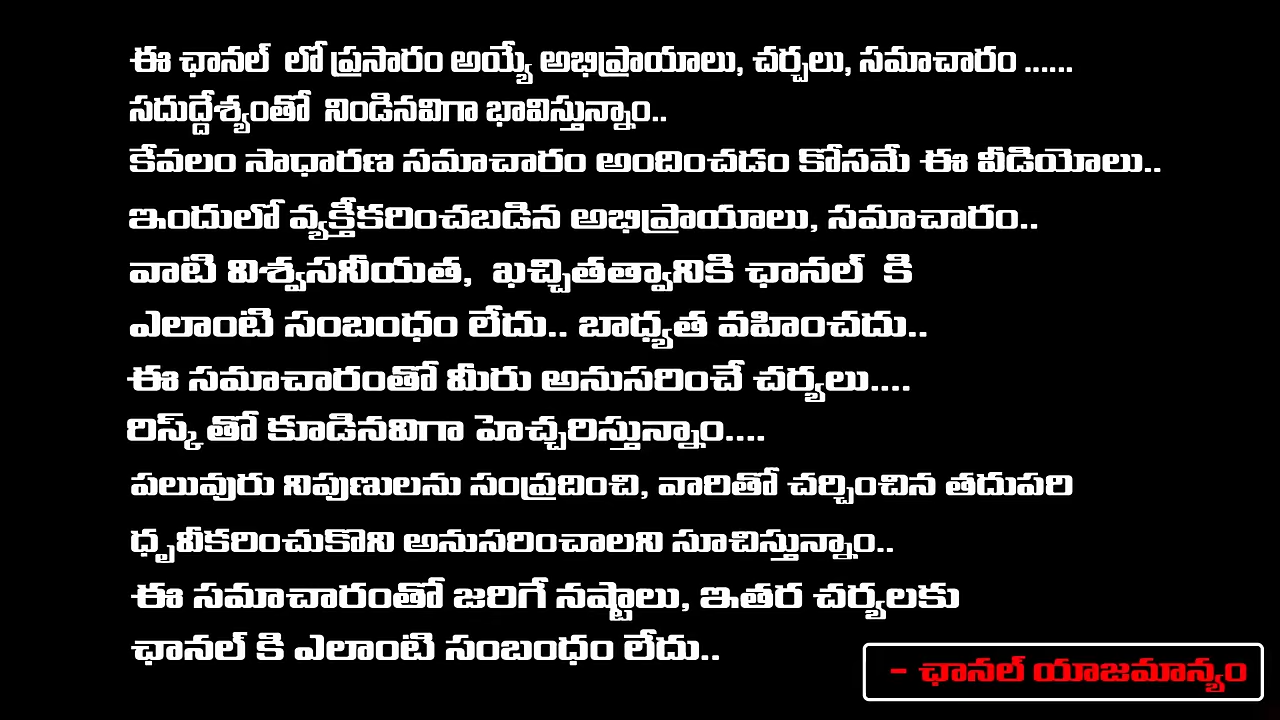 ఈ ఛానల్ లో ప్రసారం అయ్యే అభిప్రాయాలు, చర్చలు, సమాచారం ......
సదుద్దేశ్యంతో నిండినవిగా భావిస్తున్నాం..
కేవలం సాధారణ సమాచారం అందించడం కోసమే ఈ వీడియోలు..
ఇందులో వ్యక్తీకరించబడిన అభిప్రాయాలు, సమాచారం..
వాటి విశ్వసనీయత, ఖచ్చితత్వానికి ఛానల్ కి
ఎలాంటి సంబంధం లేదు.. బాధ్యత వహించదు..
ఈ సమాచారంతో మీరు అనుసరించే చర్యలు....
రిస్క్ తో కూడినవిగా హెచ్చరిస్తున్నాం....
పలువురు నిపుణులను సంప్రదించి, వారితో చర్చించిన తదుపరి
ధృవీకరించుకొని అనుసరించాలని సూచిస్తున్నాం..
ఈ సమాచారంతో జరిగే నష్టాలు, ఇతర చర్యలకు
ఛానల్ కి ఎలాంటి సంబంధం లేదు..
- ఛానల్ యాజమాన్యం